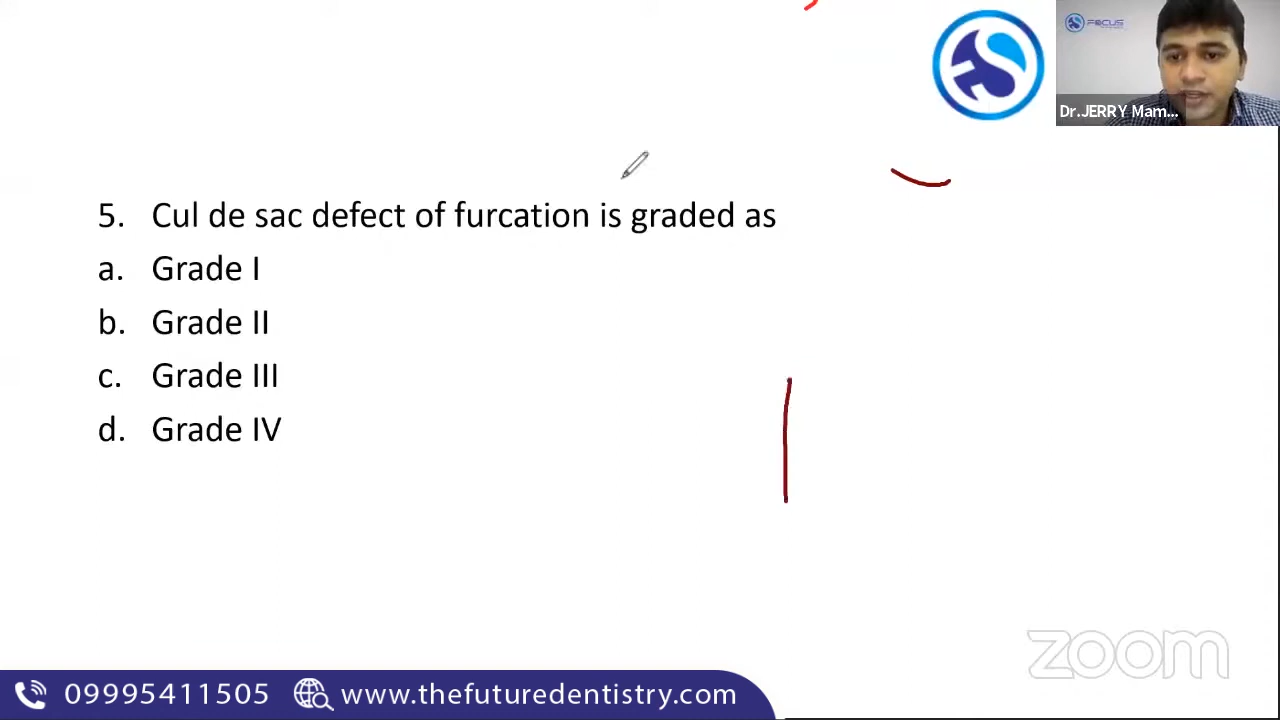 FOCUS
Dr.JERRY Mam...
5. Cul de sac defect of furcation is graded as
a. Grade I
b. Grade II
c. Grade III
d. Grade IV
zoom
09995411505 www.thefuturedentistry.com